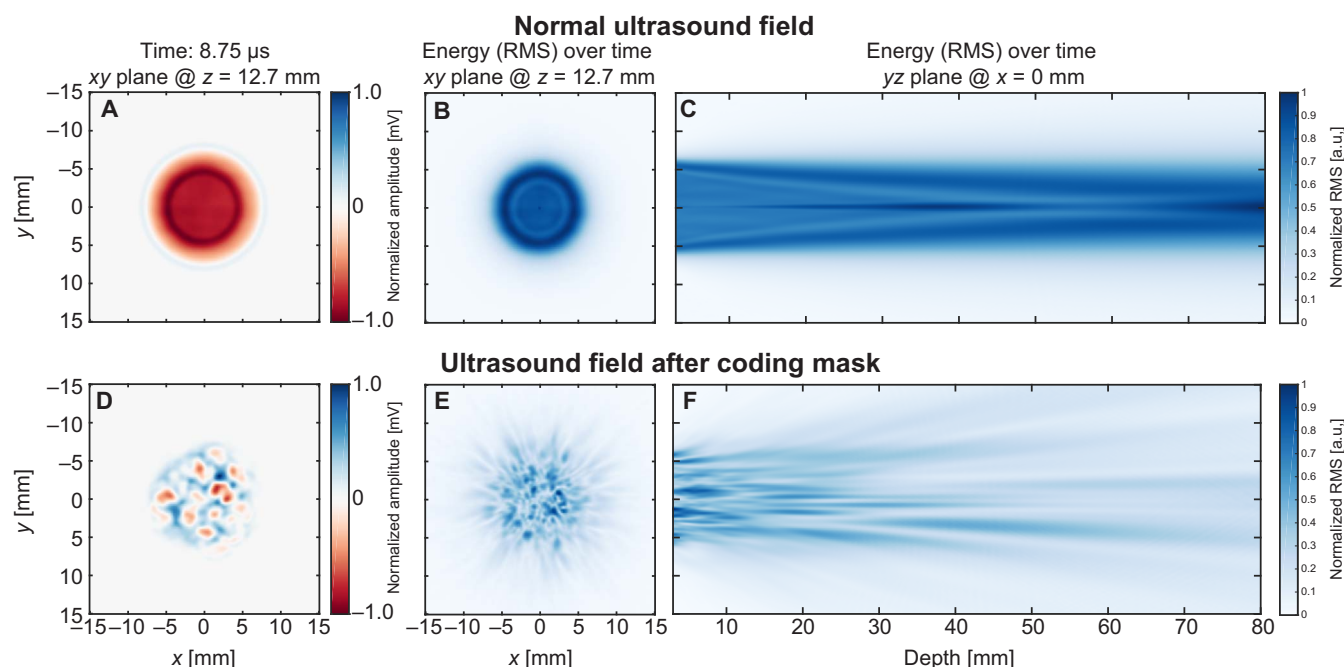 Normal ultrasound field
Time: 8.75 µs
xy plane @ z = 12.7 mm
Energy (RMS) over time
xy plane @ z = 12.7 mm
Energy (RMS) over time
yz plane @ x = 0 mm
A
–15
–10
–5
0
5
10
15
y [mm]
1.0
0
–1.0
Normalized amplitude [mV]
B
C
1
0.9
0.8
0.7
0.6
0.5
0.4
0.3
0.2
0.1
0
Normalized RMS [a.u,]
Ultrasound field after coding mask
D
–15
–10
–5
0
5
10
15
y [mm]
–15 –10 –5 0 5 10 15
x [mm]
1.0
0
–1.0
Normalized amplitude [mV]
E
–15 –10 –5 0 5 10 15
x [mm]
F
10 20 30 40 50 60 70 80
Depth [mm]
1
0.9
0.8
0.7
0.6
0.5
0.4
0.3
0.2
0.1
0
Normalized RMS [a.u,]